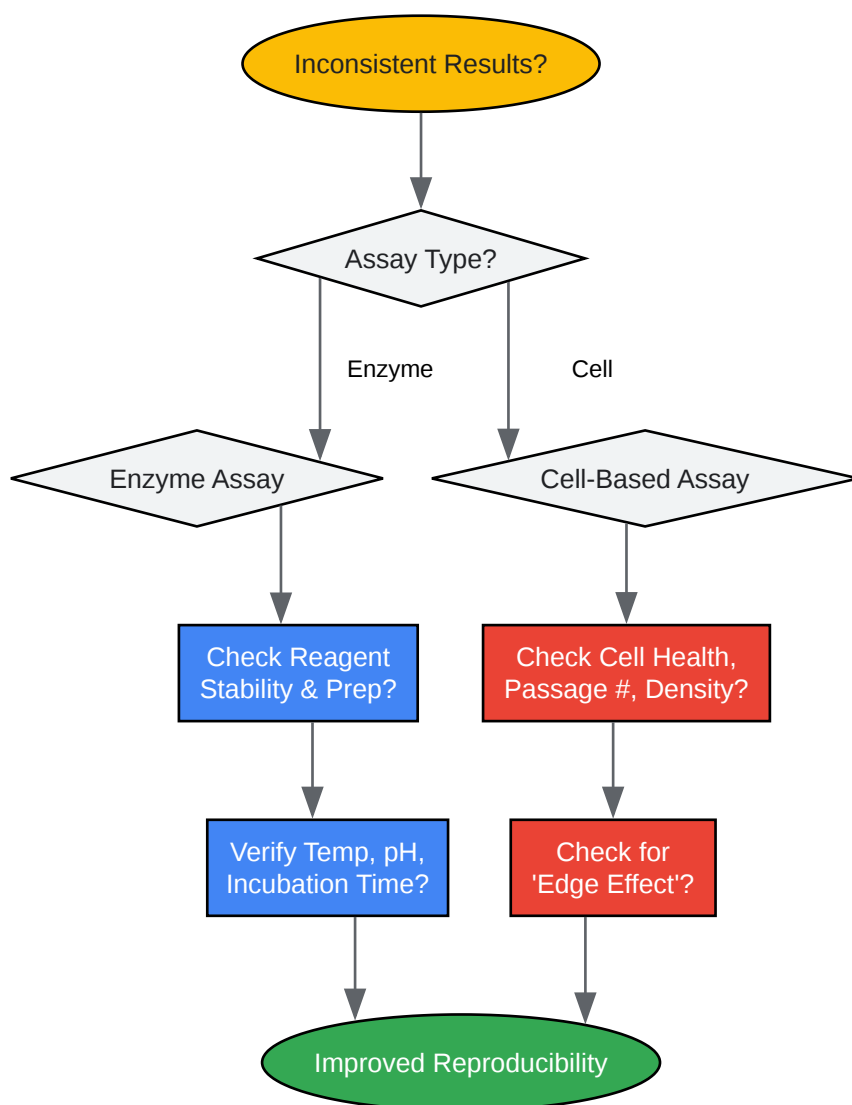 Inconsistent Results?
Assay Type?
Enzyme
Cell
Enzyme Assay
Cell-Based Assay
Check Reagent
Stability & Prep?
Check Cell Health,
Passage #, Density?
Verify Temp, pH,
Incubation Time?
Check for
'Edge Effect'?
Improved Reproducibility